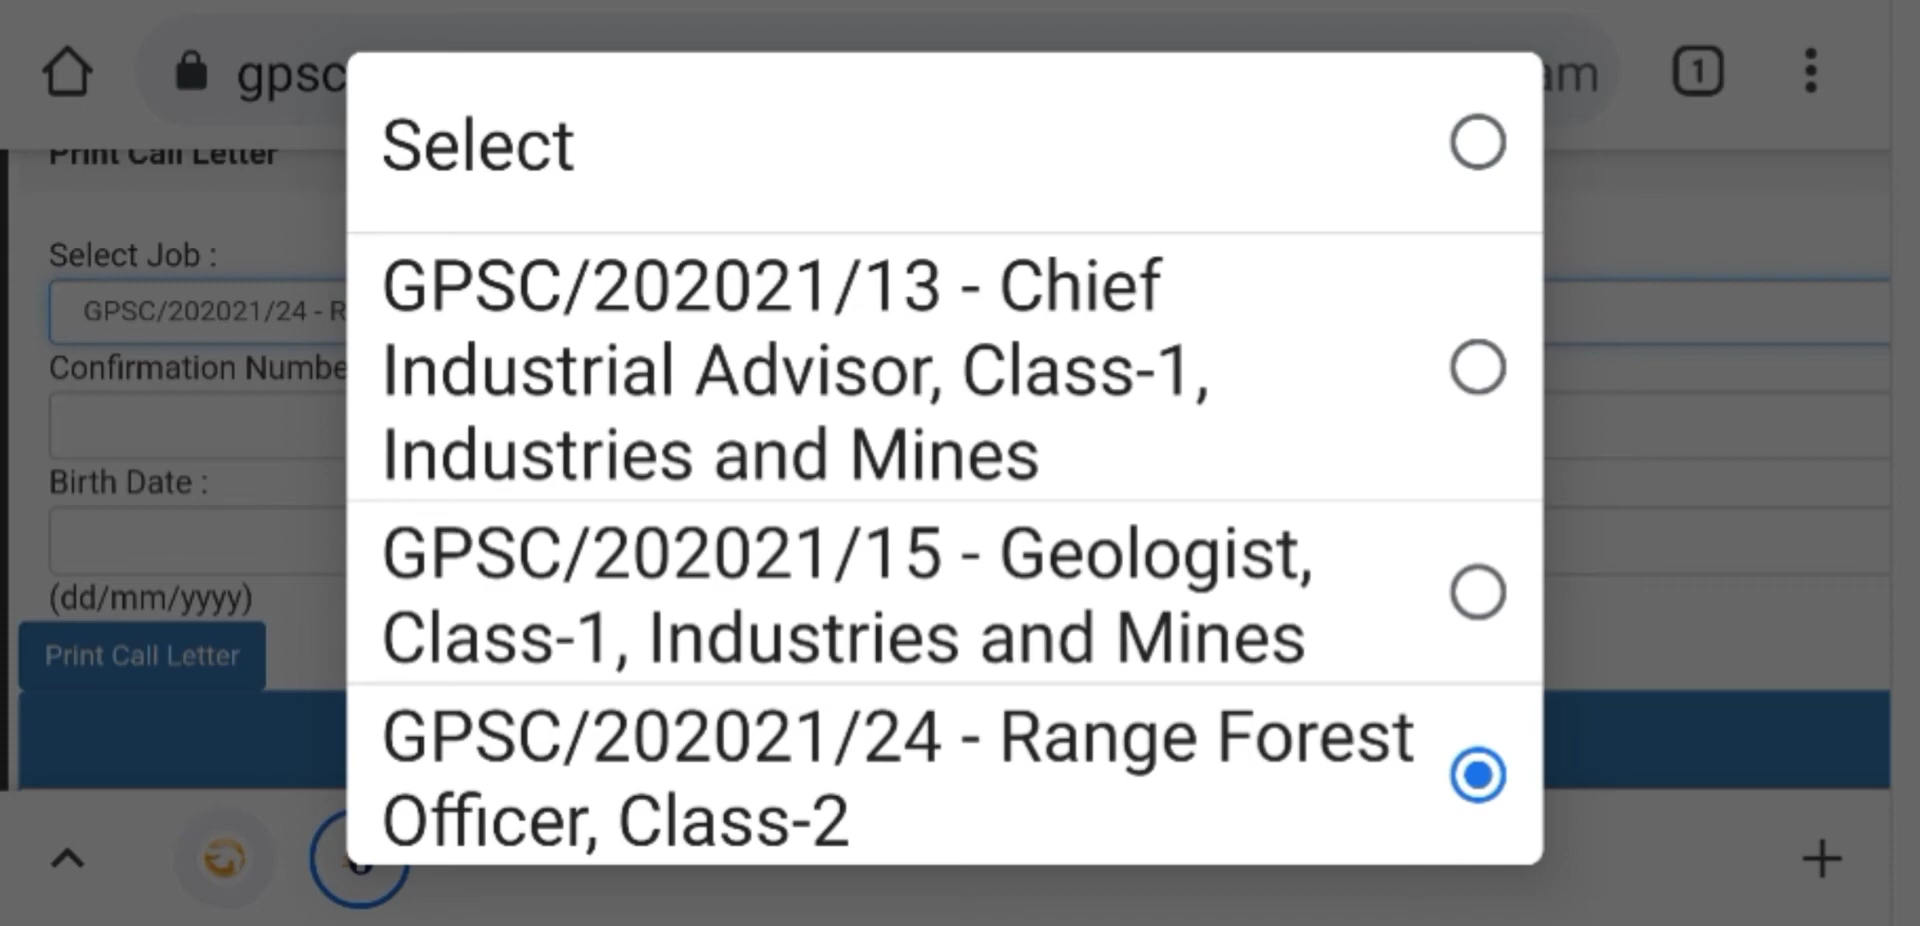 gpsc
am
1
Print Call Letter
Select Job :
GPSC/202021/24 - R
Confirmation Numbe
Birth Date :
(dd/mm/yyyy)
Print Call Letter
Select
GPSC/202021/13 - Chief
Industrial Advisor, Class-1,
Industries and Mines
GPSC/202021/15 - Geologist,
Class-1, Industries and Mines
GPSC/202021/24 - Range Forest
Officer, Class-2